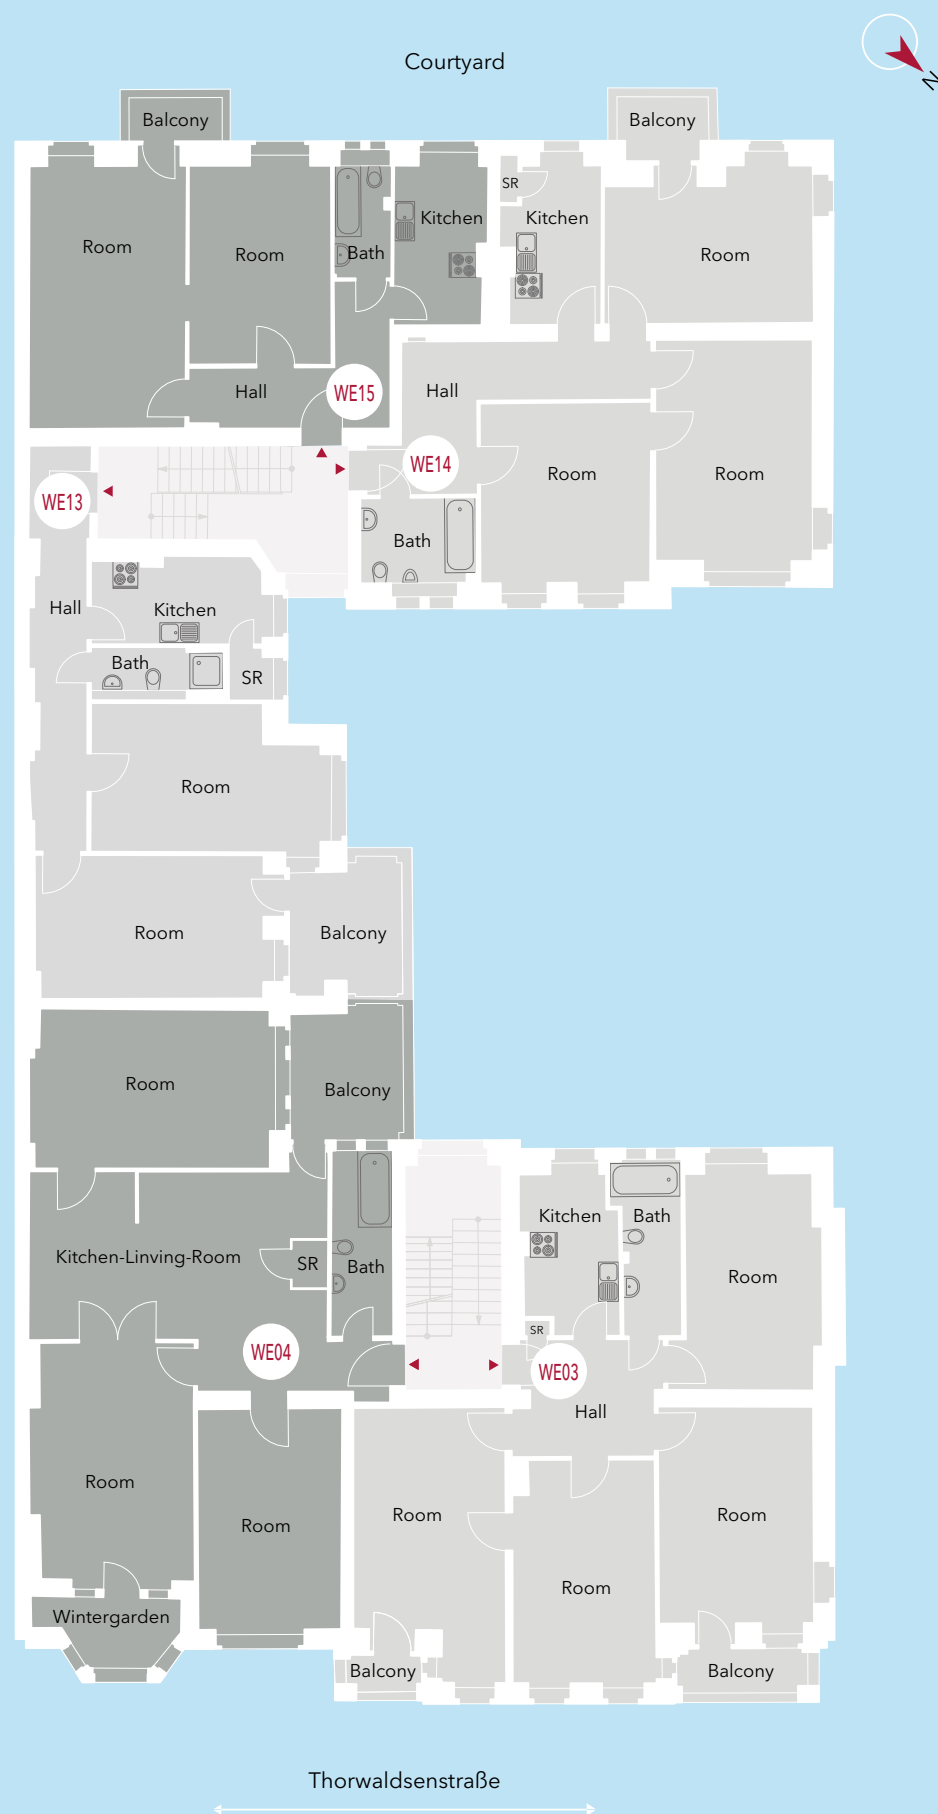 Courtyard
N
Balcony
Balcony
SR
Kitchen
Kitchen
Room
Room
Bath
Room
Hall
WE15
Hall
WE14
Room
Room
WE13
Bath
Hall
Kitchen
Bath
SR
Room
Room
Balcony
Room
Balcony
Kitchen
Bath
Kitchen-Linving-Room
SR
Bath
Room
SR
WE04
WE03
Hall
Room
Room
Room
Room
Room
Wintergarden
Balcony
Balcony
Thorwaldsenstraße